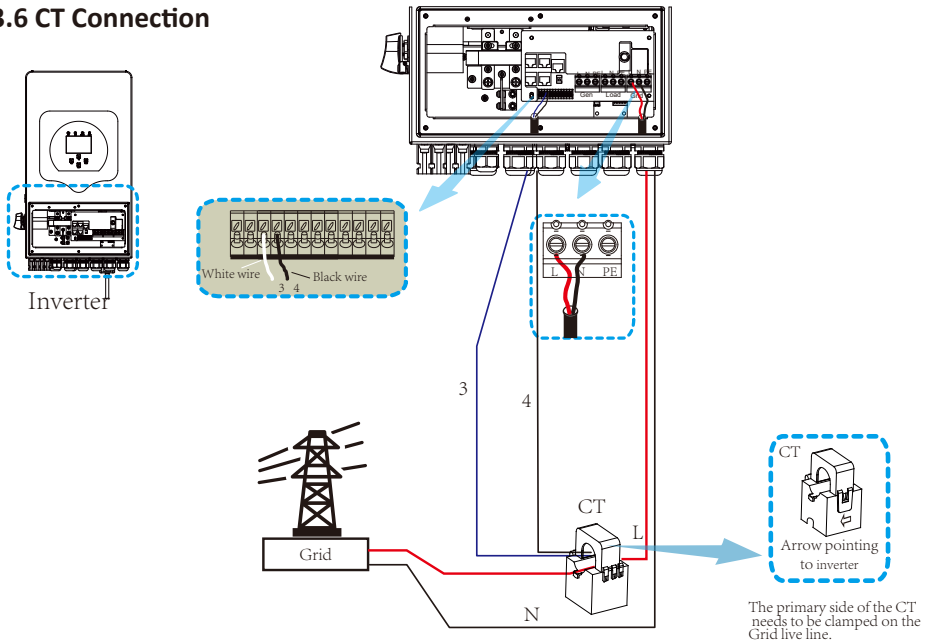 3.6 CT Connection
Gen Load Grid
Inverter
White wire
Black wire
3 4
L N PE
3
4
CT
L
Grid
N
CT
Arrow pointing
to inverter
The primary side of the CT
needs to be clamped on the
Grid live line.